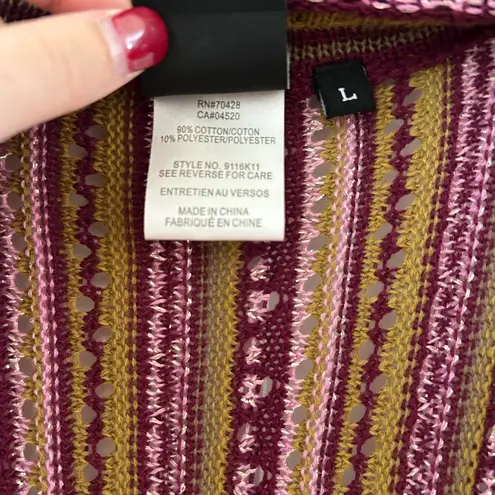 RN#70428
CA#04520
90% COTTON/COTON
10% POLYESTER/POLYESTER
STYLE NO. 9116K11
SEE REVERSE FOR CARE
ENTRETIEN AU VERSOS
MADE IN CHINA
FABRIQUÉ EN CHINE
L